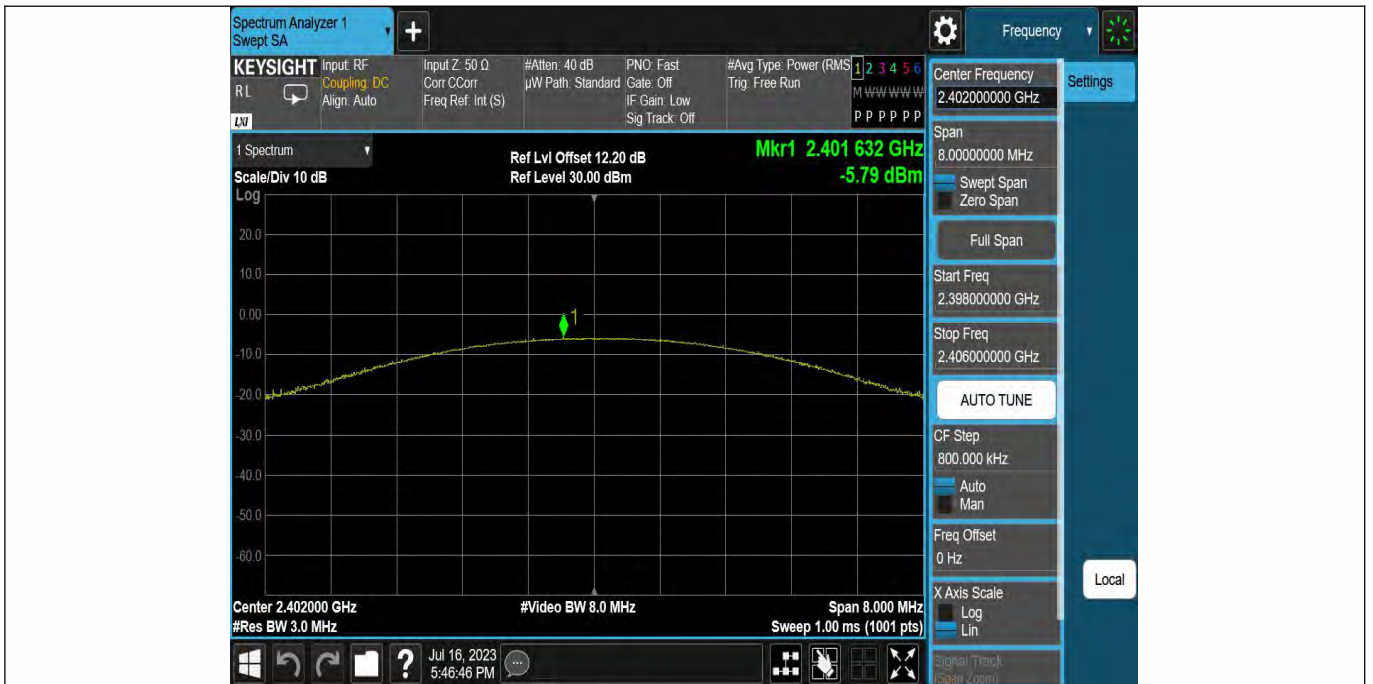 Spectrum Analyzer 1
Swept SA
Frequency
KEYSIGHT
RL
LXI
Input: RF
Coupling: DC
Align: Auto
Input Z: 50 Ω
Corr CCorr
Freq Ref: Int (S)
#Atten: 40 dB
µW Path: Standard
PNO: Fast
Gate: Off
IF Gain: Low
Sig Track: Off
#Avg Type: Power (RMS
Trig: Free Run
1 2 3 4 5 6
M W W W W W
P P P P P P
1 Spectrum
Scale/Div 10 dB
Ref Lvl Offset 12.20 dB
Ref Level 30.00 dBm
Mkr1 2.401 632 GHz
-5.79 dBm
Log
20.0
10.0
0.00
-10.0
-20.0
-30.0
-40.0
-50.0
-60.0
1
Center 2.402000 GHz
#Res BW 3.0 MHz
#Video BW 8.0 MHz
Span 8.000 MHz
Sweep 1.00 ms (1001 pts)
Center Frequency
2.402000000 GHz
Settings
Span
8.00000000 MHz
Swept Span
Zero Span
Full Span
Start Freq
2.398000000 GHz
Stop Freq
2.406000000 GHz
AUTO TUNE
CF Step
800.000 kHz
Auto
Man
Freq Offset
0 Hz
X Axis Scale
Log
Lin
Local
Signal Track
(Span Zoom)
?
Jul 16, 2023
5:46:46 PM